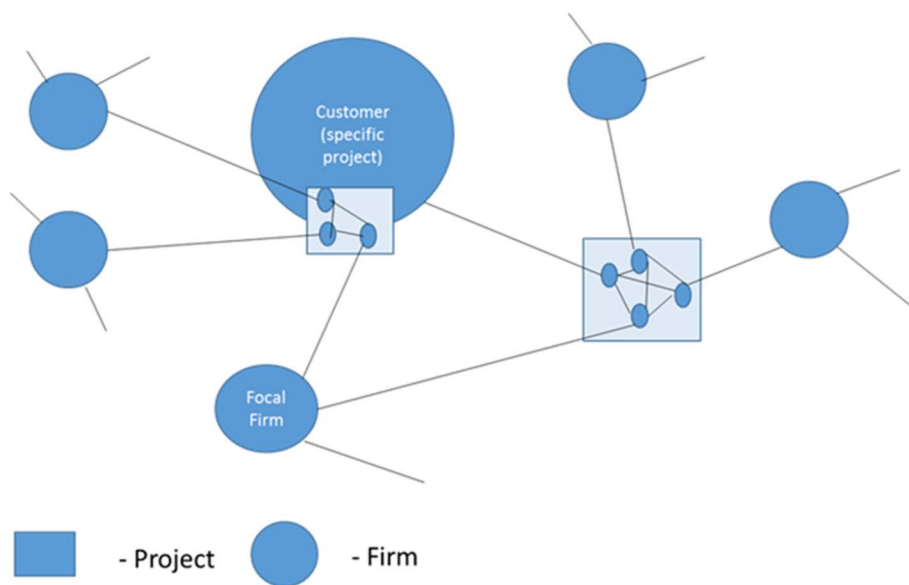 Customer
(specific
project)
Focal
Firm
- Project
- Firm